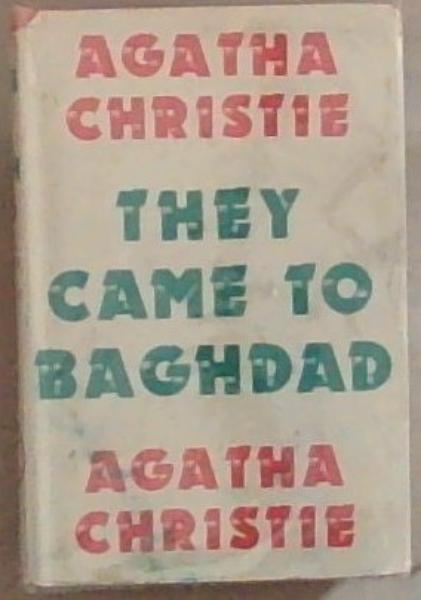 AGATHA
CHRISTIE
THEY
CAME TO
BAGHDAD
AGATHA
CHRISTIE